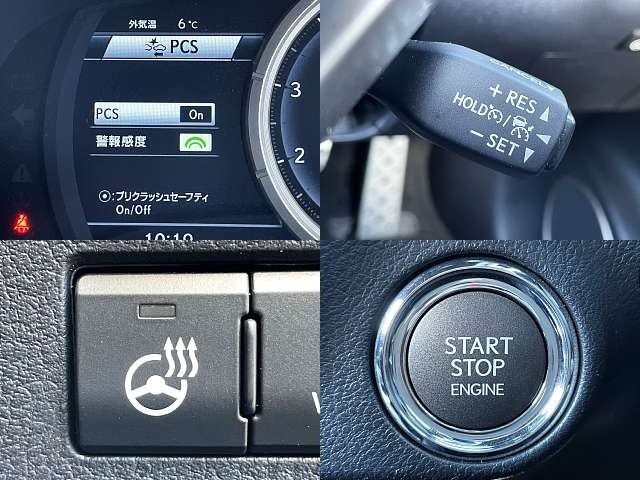 外気温 6℃
PCS
PCS On
警報感度
3
2
:プリクラッシュセーフティ
On/Off
10:19
+RES
HOLD /
-SET
START
STOP
ENGINE